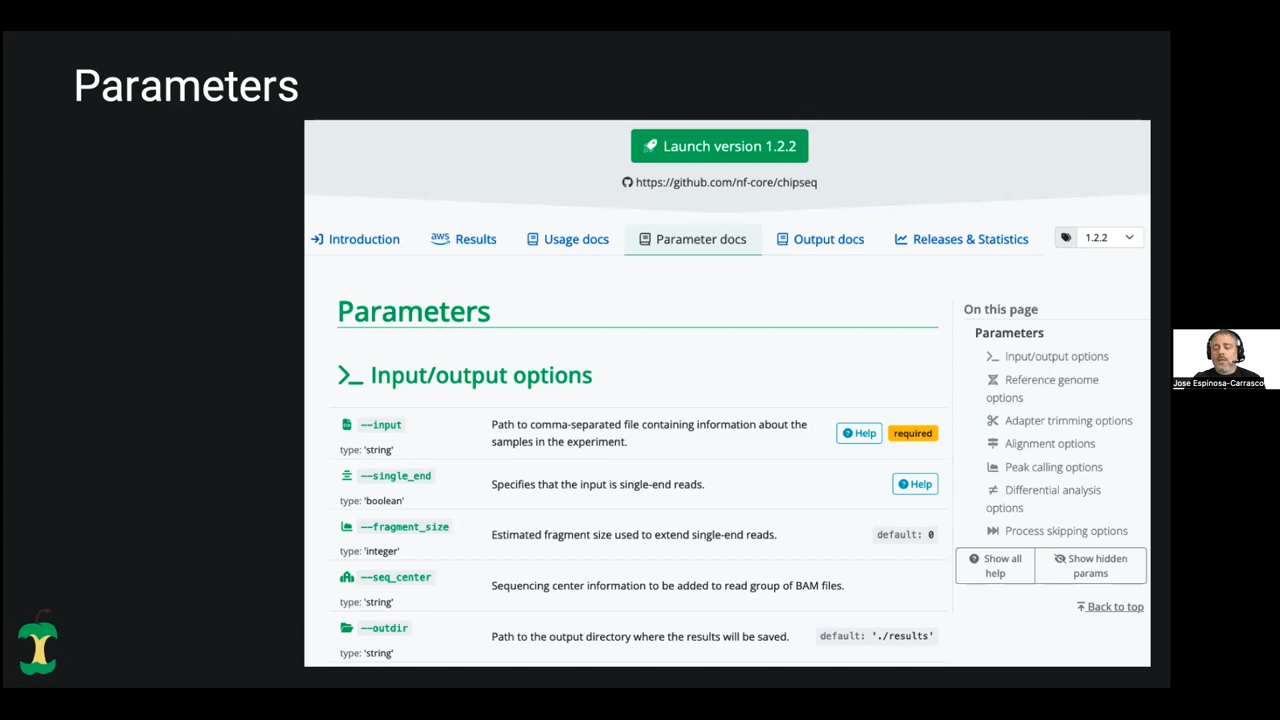 Parameters
Launch version 1.2.2
https://github.com/nf-core/chipseq
Introduction
aws Results
Usage docs
Parameter docs
Output docs
Releases & Statistics
1.2.2
Parameters
>_ Input/output options
--input
type: 'string'
Path to comma-separated file containing information about the
samples in the experiment.
Help
required
--single_end
type: 'boolean'
Specifies that the input is single-end reads.
Help
--fragment_size
type: 'integer'
Estimated fragment size used to extend single-end reads.
default: 0
--seq_center
type: 'string'
Sequencing center information to be added to read group of BAM files.
--outdir
type: 'string'
Path to the output directory where the results will be saved.
default: './results'
On this page
Parameters
>_ Input/output options
Reference genome
options
Adapter trimming options
Alignment options
Peak calling options
Differential analysis
options
Process skipping options
Show all
help
Show hidden
params
Back to top
Jose Espinosa-Carrasco